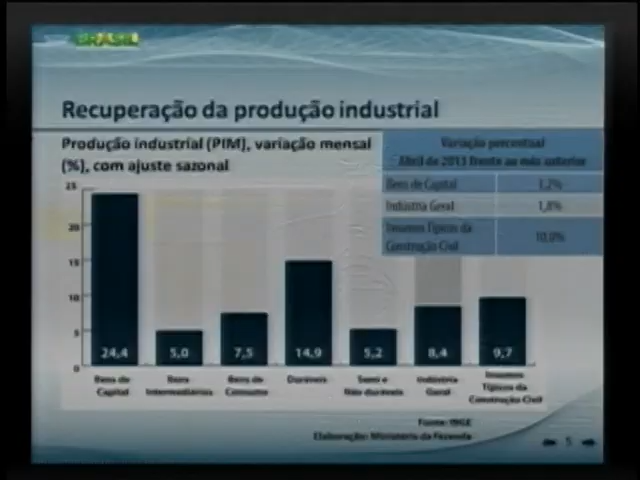 BRASIL
Recuperação da produção industrial
Produção industrial (PIM), variação mensal
(%), com ajuste sazonal
Variação percentual
Abril de 2013 frente ao mês anterior
Bens de Capital 3,2%
Indústria Geral 1,8%
Insumos Típicos da
Construção Civil 10,0%
25
20
15
10
5
0
24,4 5,0 7,5 14,9 5,2 8,4 9,7
Bens de
Capital
Bens
Intermediários
Bens de
Consumo
Duráveis
Semi e
Não duráveis
Indústria
Geral
Insumos
Típicos da
Construção Civil
Fonte: IBGE
Elaboração: Ministério da Fazenda
5